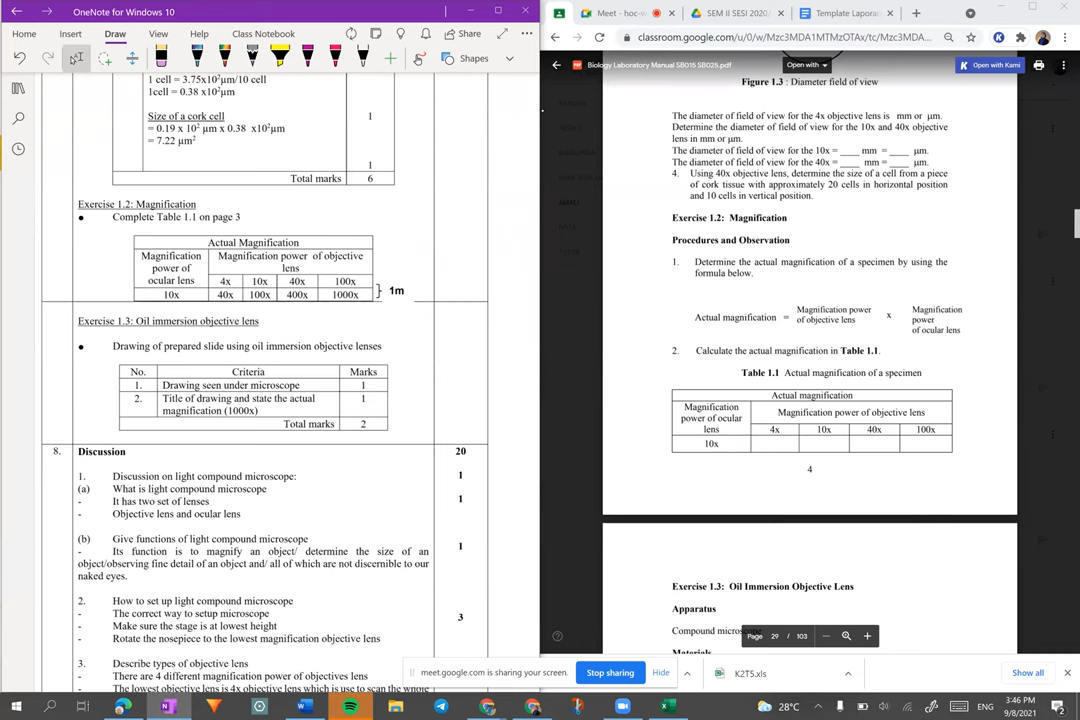 OneNote for Windows 10
Home Insert Draw View Help Class Notebook Share
Shapes
1 cell = 3.75x10²µm/10 cell
1cell = 0.38 x10²µm
Size of a cork cell 1
= 0.19 x 10² µm x 0.38 x10²µm
= 7.22 µm²
1
Total marks 6
Exercise 1.2: Magnification
● Complete Table 1.1 on page 3
Actual Magnification
Magnification power of ocular lens
Magnification power of objective lens
4x 10x 40x 100x
10x 40x 100x 400x 1000x } 1m
Exercise 1.3: Oil immersion objective lens
● Drawing of prepared slide using oil immersion objective lenses
No. Criteria Marks
1. Drawing seen under microscope 1
2. Title of drawing and state the actual 1
magnification (1000x)
Total marks 2
8. Discussion 20
1. Discussion on light compound microscope: 1
(a) What is light compound microscope
- It has two set of lenses 1
- Objective lens and ocular lens
(b) Give functions of light compound microscope
- Its function is to magnify an object/ determine the size of an 1
object/observing fine detail of an object and/ all of which are not discernible to our
naked eyes.
2. How to set up light compound microscope
- The correct way to setup microscope 3
- Make sure the stage is at lowest height
- Rotate the nosepiece to the lowest magnification objective lens
3. Describe types of objective lens
- There are 4 different magnification power of objectives lens
- The lowest objective lens is 4x objective lens which is use to scan the whole
Meet - hoc-w SEM II SESI 2020/ Template Lapora
classroom.google.com/u/0/w/Mzc3MDA1MTMzOTAx/tc/Mzc3MDA...
PDF Biology Laboratory Manual SB015 SB025.pdf Open with Open with Kami
Figure 1.3 : Diameter field of view
The diameter of field of view for the 4x objective lens is mm or µm.
Determine the diameter of field of view for the 10x and 40x objective
lens in mm or µm.
The diameter of field of view for the 10x = ____ mm = ____ µm.
The diameter of field of view for the 40x = ____ mm = ____ µm.
4. Using 40x objective lens, determine the size of a cell from a piece
of cork tissue with approximately 20 cells in horizontal position
and 10 cells in vertical position.
Exercise 1.2: Magnification
Procedures and Observation
1. Determine the actual magnification of a specimen by using the
formula below.
Actual magnification = Magnification power of objective lens x Magnification power of ocular lens
2. Calculate the actual magnification in Table 1.1.
Table 1.1 Actual magnification of a specimen
Actual magnification
Magnification power of ocular lens
Magnification power of objective lens
4x 10x 40x 100x
10x
4
Exercise 1.3: Oil Immersion Objective Lens
Apparatus
Compound microscope
Materials
Page 29 / 103
meet.google.com is sharing your screen. Stop sharing Hide
K2T5.xls
Show all
28°C ENG
3:46 PM
9/8/2021
2